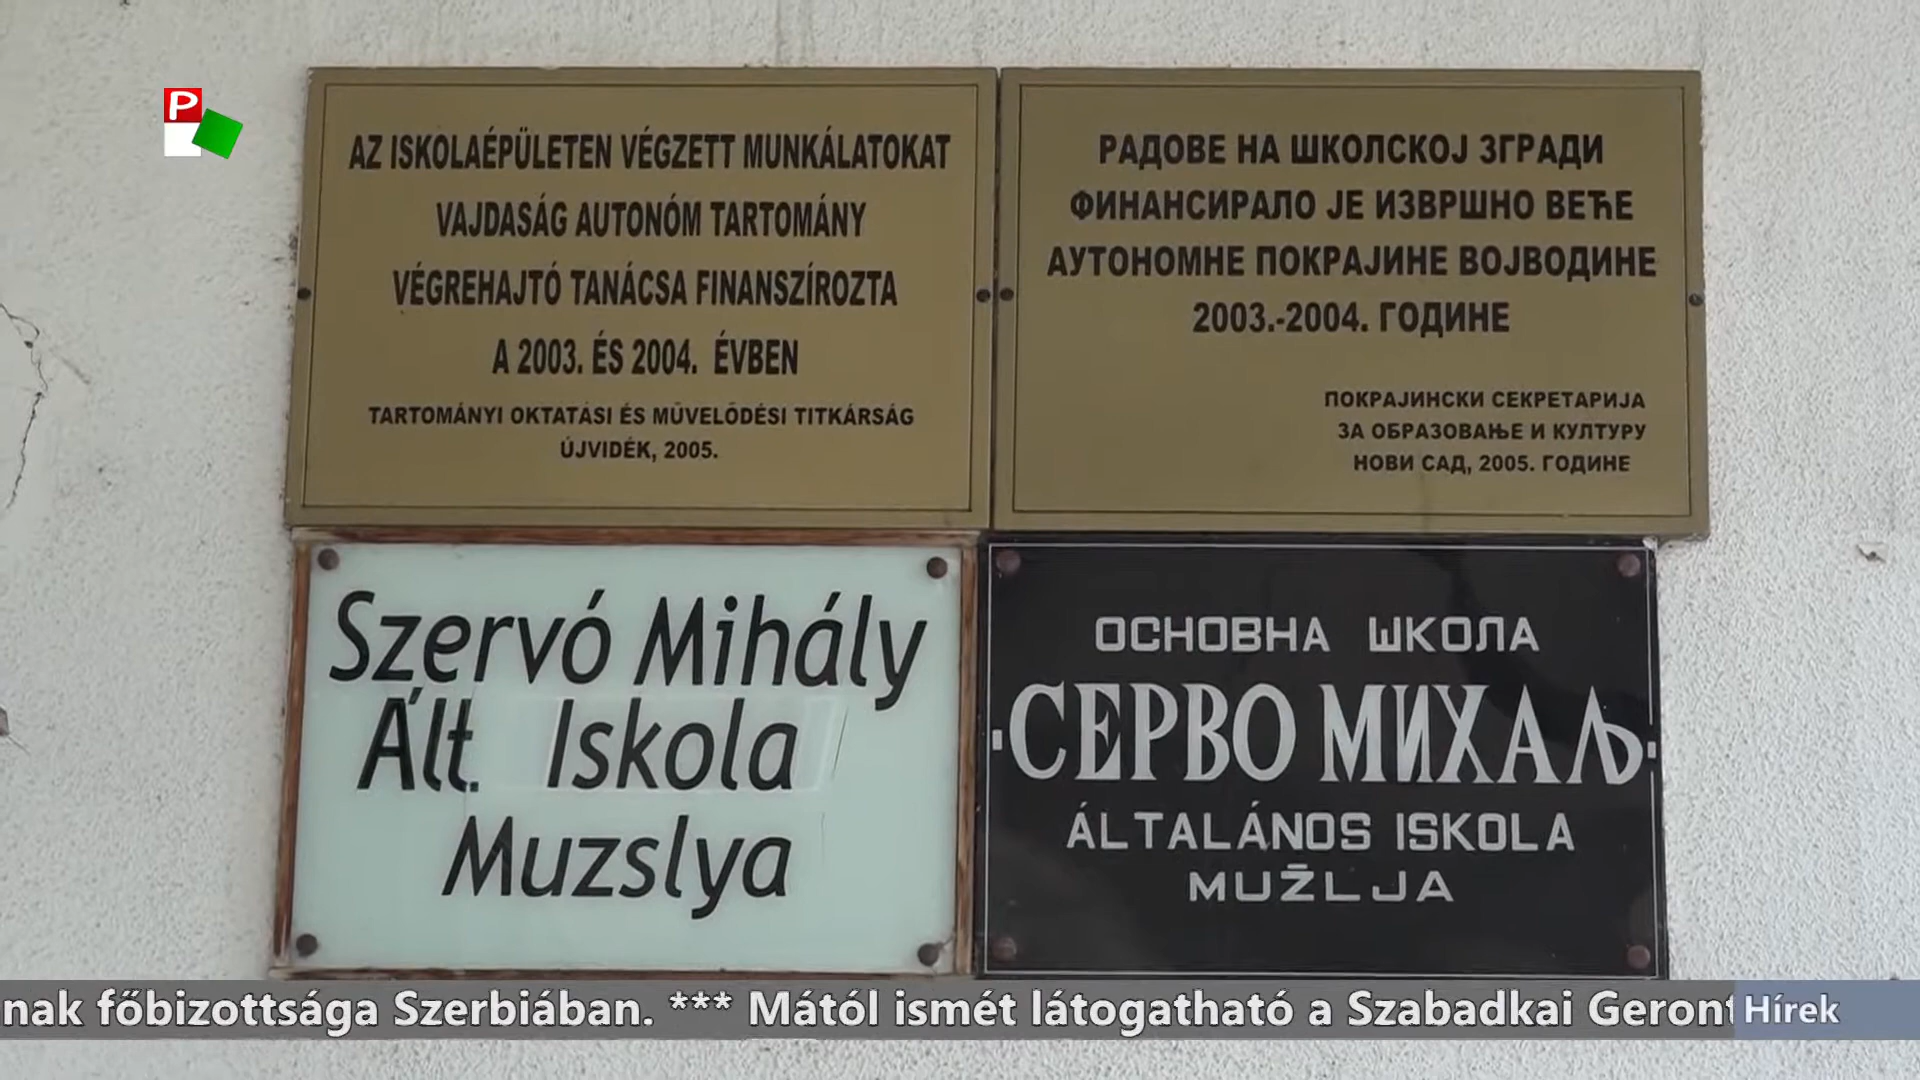 P
AZ ISKOLAÉPÜLETEN VÉGZETT MUNKÁLATOKAT
VAJDASÁG AUTONÓM TARTOMÁNY
VÉGREHAJTÓ TANÁCSA FINANSZÍROZTA
A 2003. ÉS 2004. ÉVBEN
TARTOMÁNYI OKTATÁSI ÉS MŰVELŐDÉSI TITKÁRSÁG
ÚJVIDÉK, 2005.
РАДОВЕ НА ШКОЛСКОЈ ЗГРАДИ
ФИНАНСИРАЛО ЈЕ ИЗВРШНО ВЕЋЕ
АУТОНОМНЕ ПОКРАЈИНЕ ВОЈВОДИНЕ
2003.-2004. ГОДИНЕ
ПОКРАЈИНСКИ СЕКРЕТАРИЈА
ЗА ОБРАЗОВАЊЕ И КУЛТУРУ
НОВИ САД, 2005. ГОДИНЕ
Szervó Mihály
Ált. Iskola
Muzslya
ОСНОВНА ШКОЛА
СЕРВО МИХАЉ
ÁLTALÁNOS ISKOLA
MUŽLJA
nak főbizottsága Szerbiában. *** Mától ismét látogatható a Szabadkai Geront
Hírek